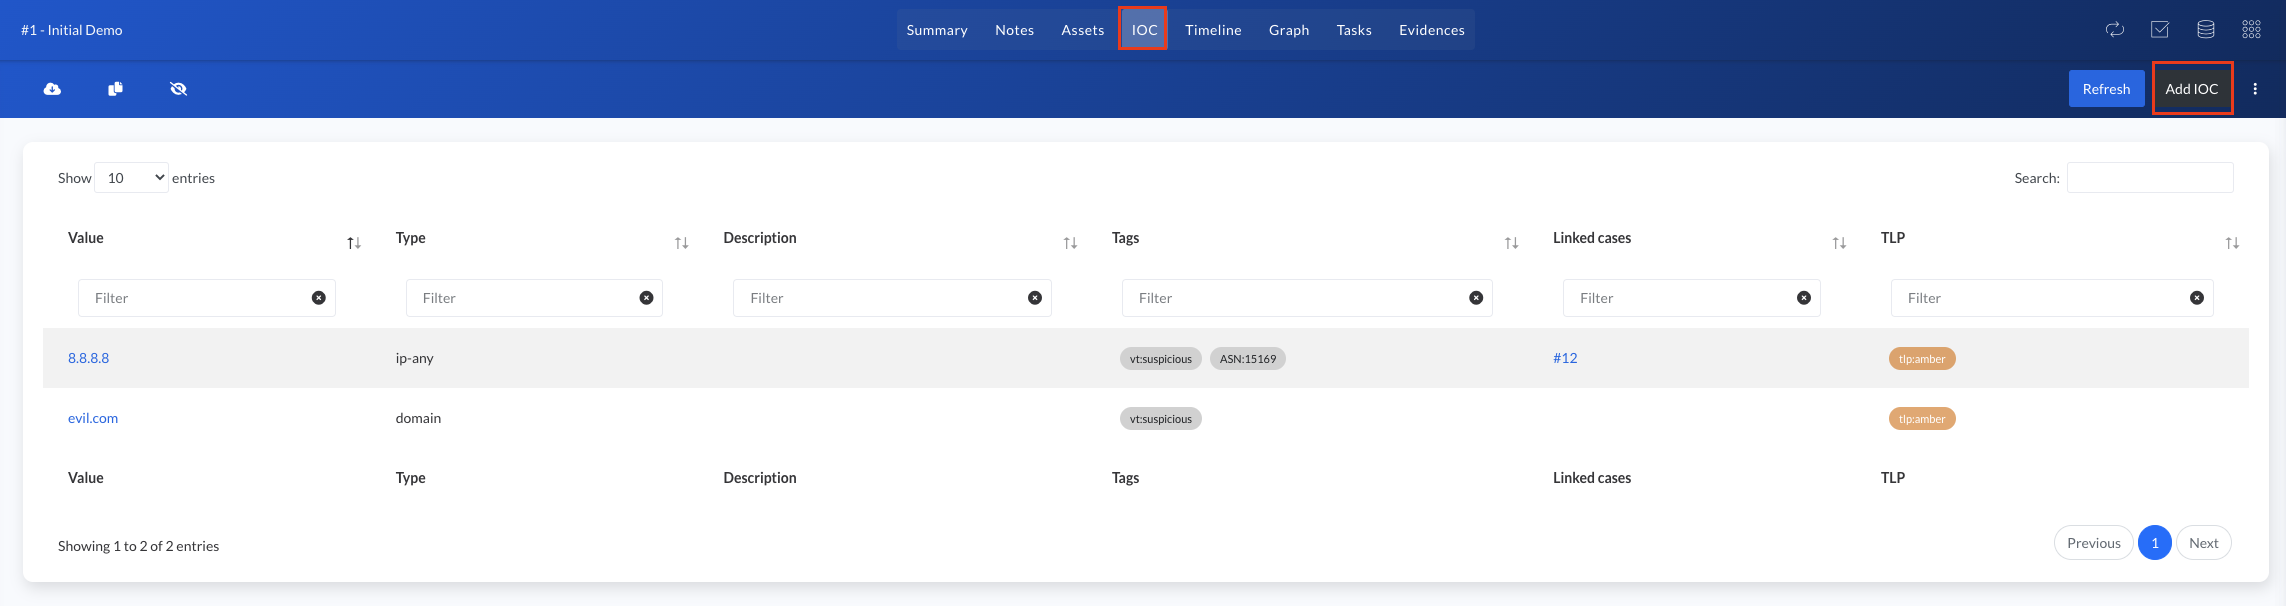 #1 - Initial Demo Summary Notes Assets IOC Timeline Graph Tasks Evidences
Refresh Add IOC
Show 10 entries Search:
Value Type Description Tags Linked cases TLP
Filter Filter Filter Filter Filter Filter
8.8.8.8 ip-any vt:suspicious ASN:15169 #12 tlp:amber
evil.com domain vt:suspicious tlp:amber
Value Type Description Tags Linked cases TLP
Showing 1 to 2 of 2 entries Previous 1 Next